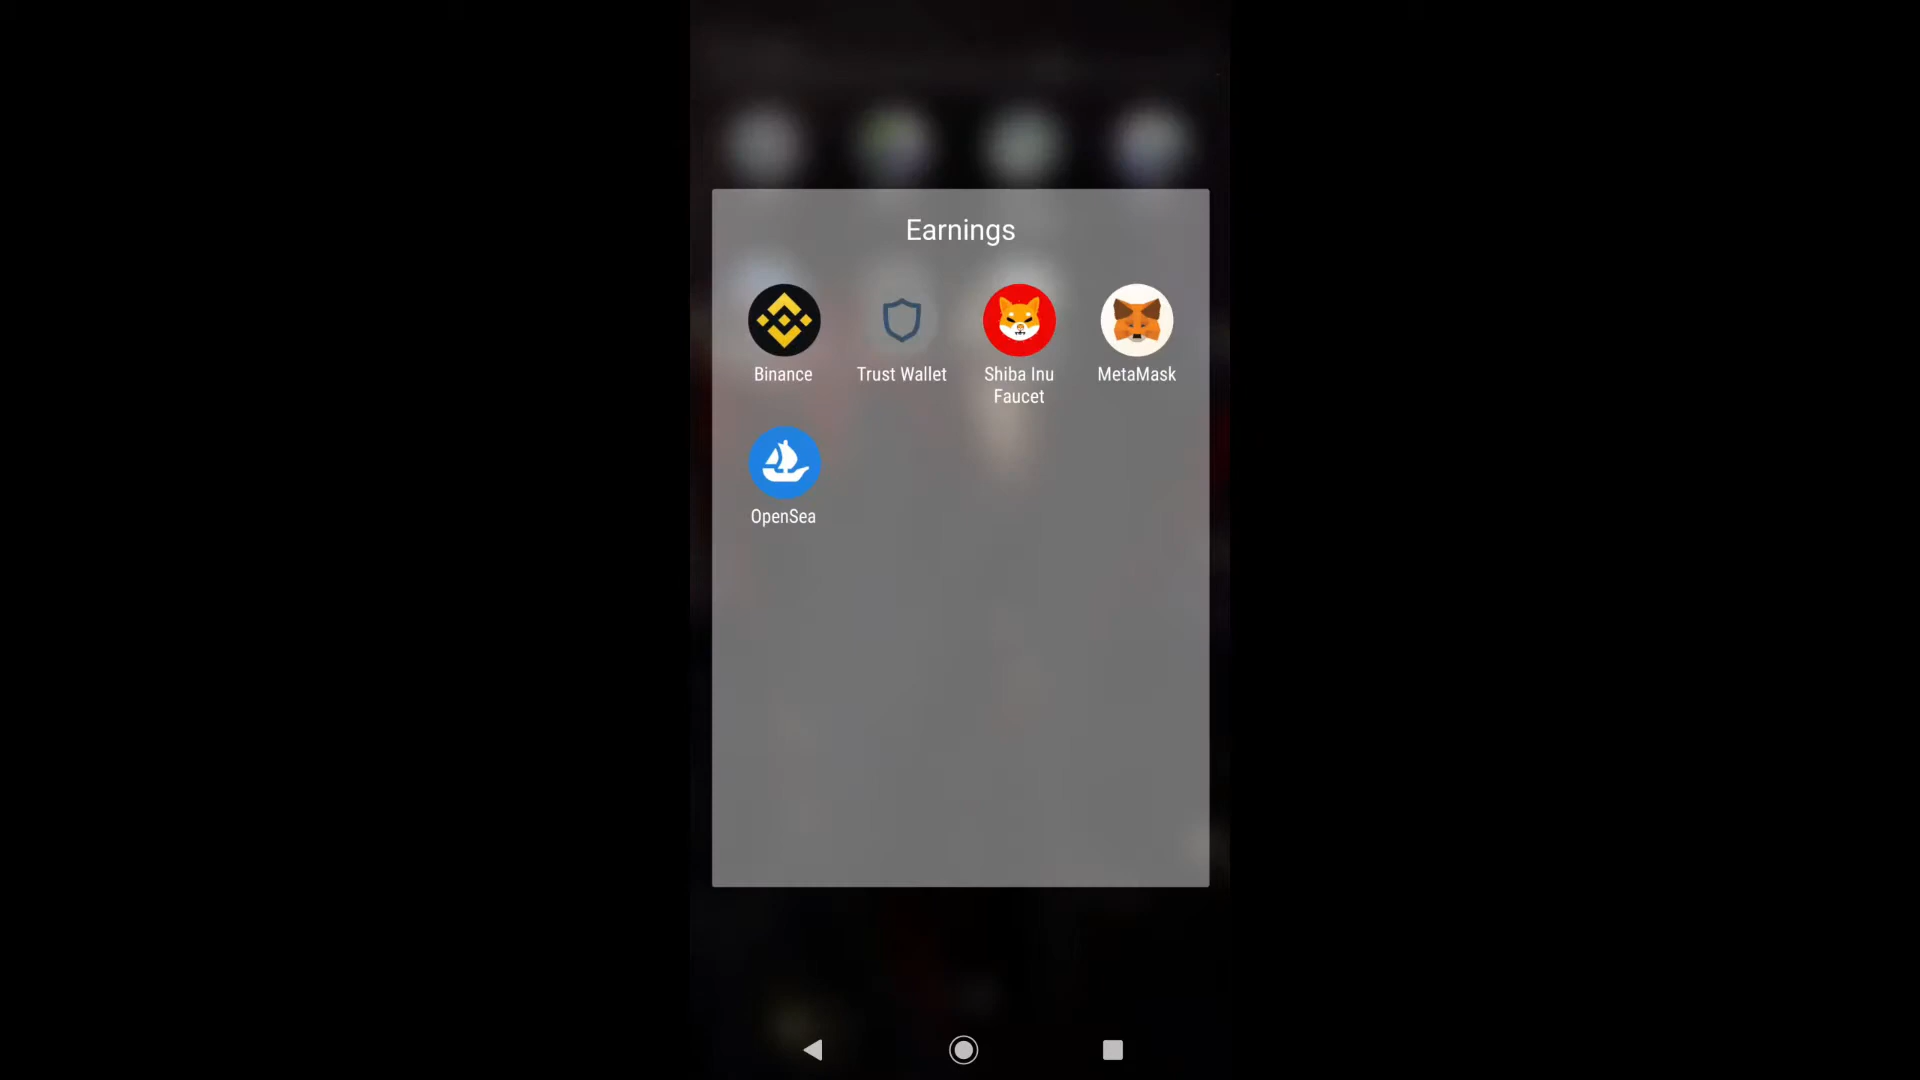 Earnings
Binance
Trust Wallet
Shiba Inu
Faucet
MetaMask
OpenSea